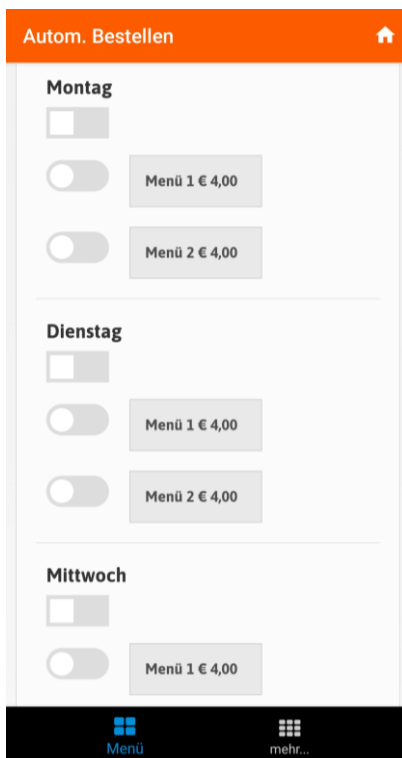 Autom. Bestellen
Montag
Menü 1 € 4,00
Menü 2 € 4,00
Dienstag
Menü 1 € 4,00
Menü 2 € 4,00
Mittwoch
Menü 1 € 4,00
Menü
mehr...